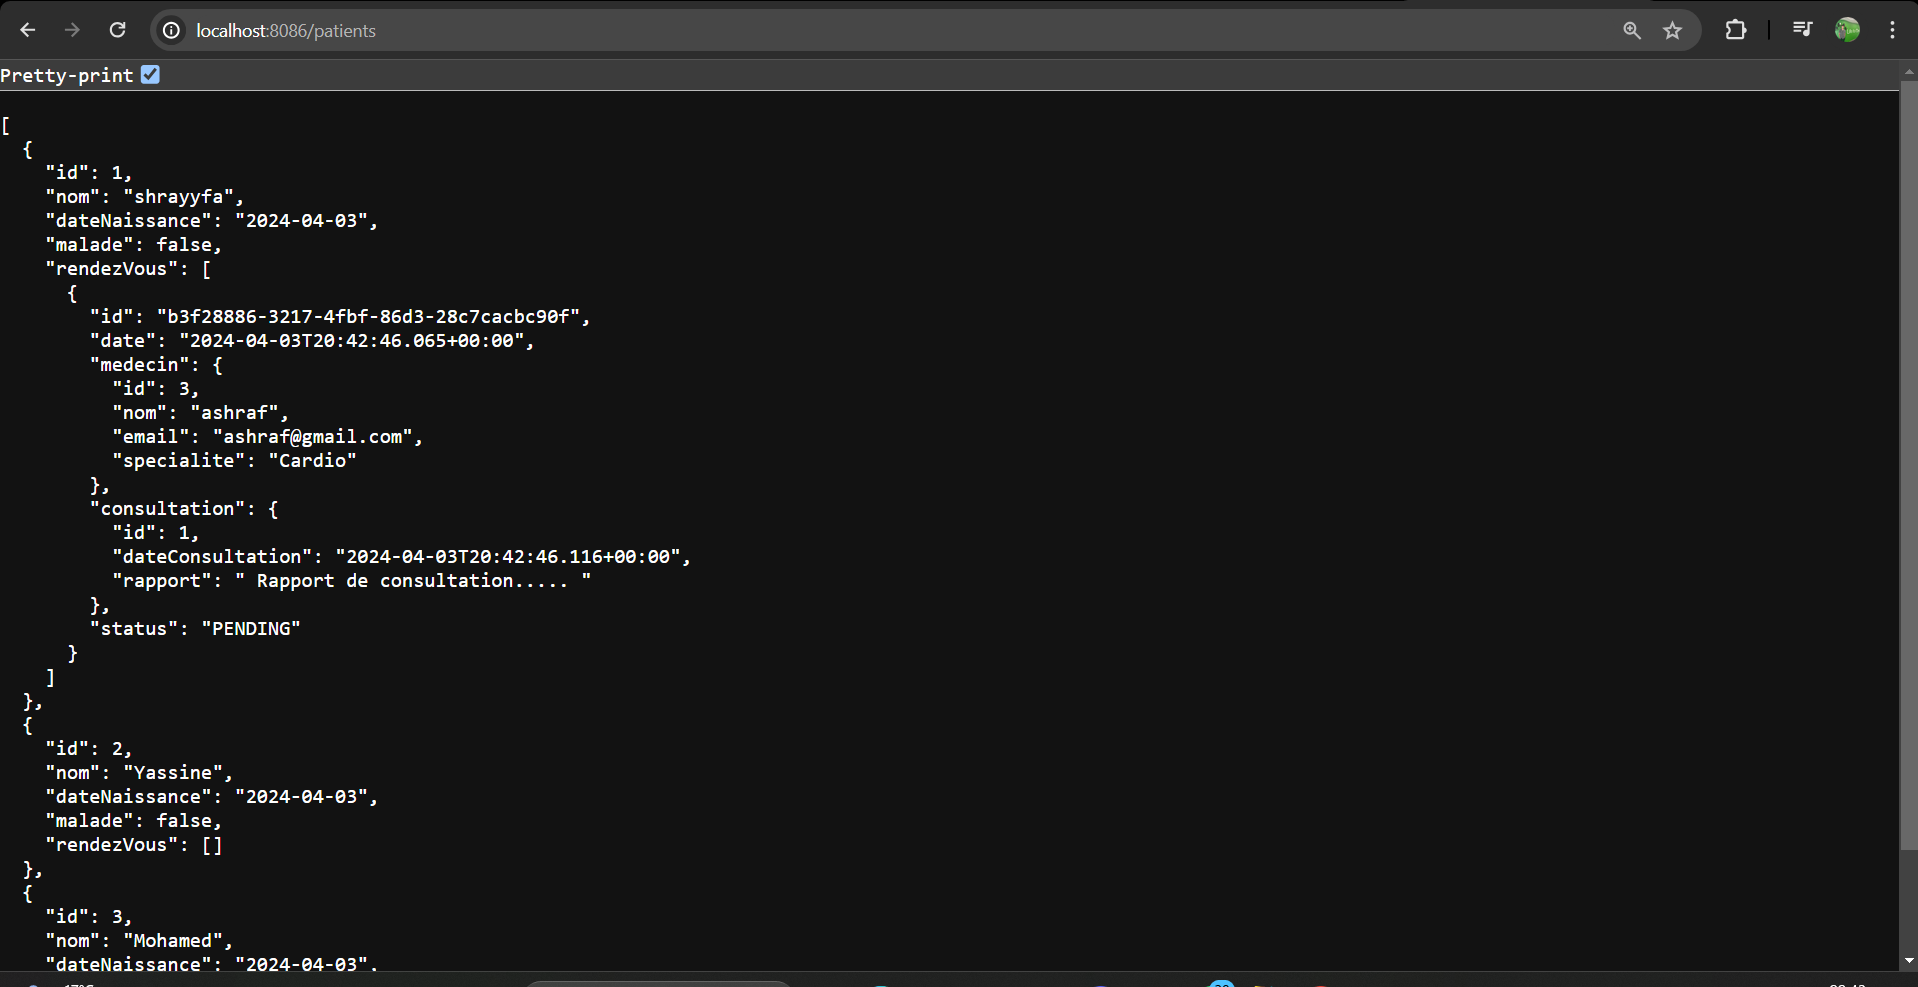 localhost:8086/patients
Pretty-print
[
  {
    "id": 1,
    "nom": "shrayyfa",
    "dateNaissance": "2024-04-03",
    "malade": false,
    "rendezVous": [
      {
        "id": "b3f28886-3217-4fbf-86d3-28c7cacbc90f",
        "date": "2024-04-03T20:42:46.065+00:00",
        "medecin": {
          "id": 3,
          "nom": "ashraf",
          "email": "ashraf@gmail.com",
          "specialite": "Cardio"
        },
        "consultation": {
          "id": 1,
          "dateConsultation": "2024-04-03T20:42:46.116+00:00",
          "rapport": " Rapport de consultation..... "
        },
        "status": "PENDING"
      }
    ]
  },
  {
    "id": 2,
    "nom": "Yassine",
    "dateNaissance": "2024-04-03",
    "malade": false,
    "rendezVous": []
  },
  {
    "id": 3,
    "nom": "Mohamed",
    "dateNaissance": "2024-04-03",